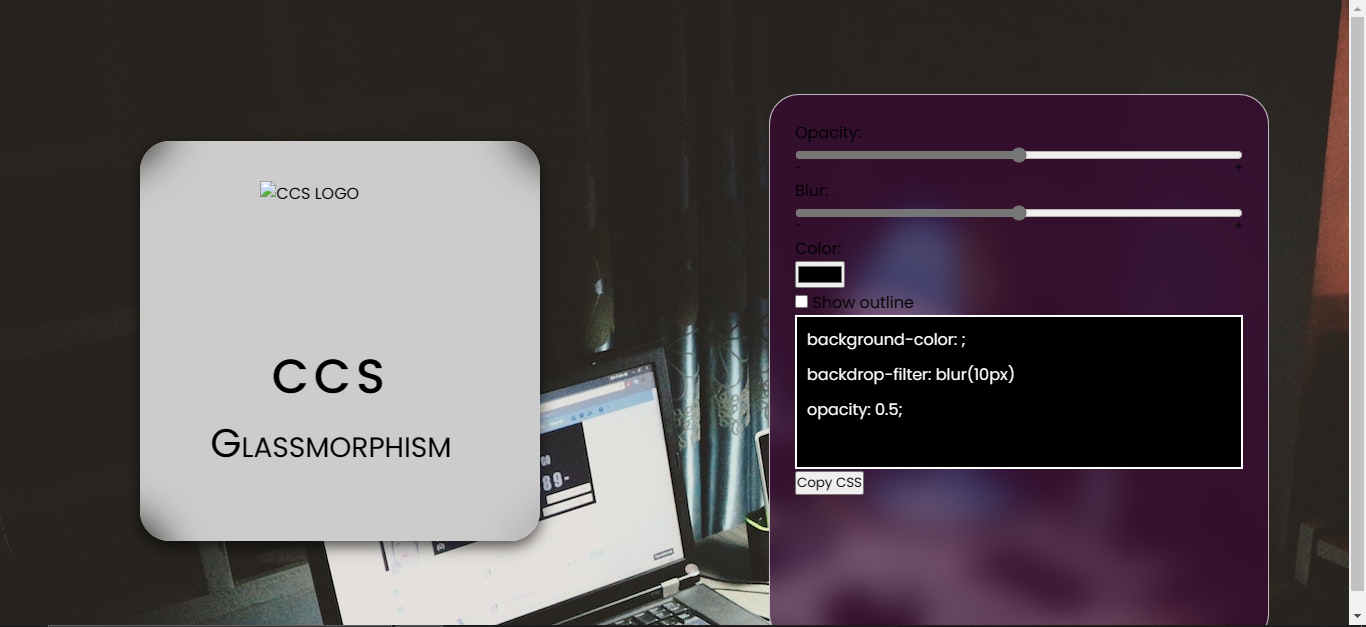 CCS LOGO
CCS
Glassmorphism
Opacity:
- +
Blur:
- +
Color:
Show outline
background-color: ;
backdrop-filter: blur(10px)
opacity: 0.5;
Copy CSS